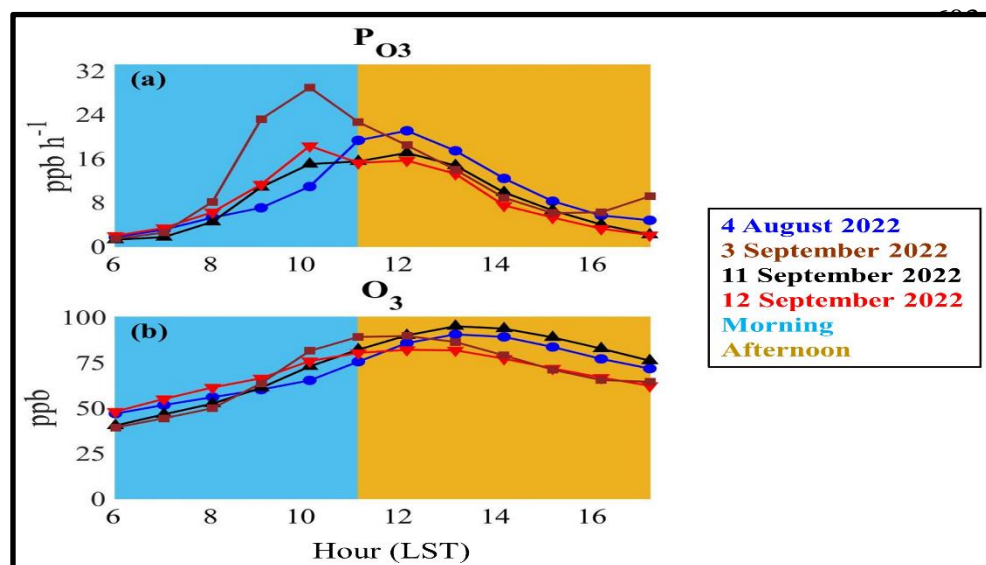 P O3
(a)
32
24
16
8
0
ppb h-1
6 8 10 12 14 16
O3
(b)
100
75
50
25
0
ppb
6 8 10 12 14 16
Hour (LST)
4 August 2022
3 September 2022
11 September 2022
12 September 2022
Morning
Afternoon